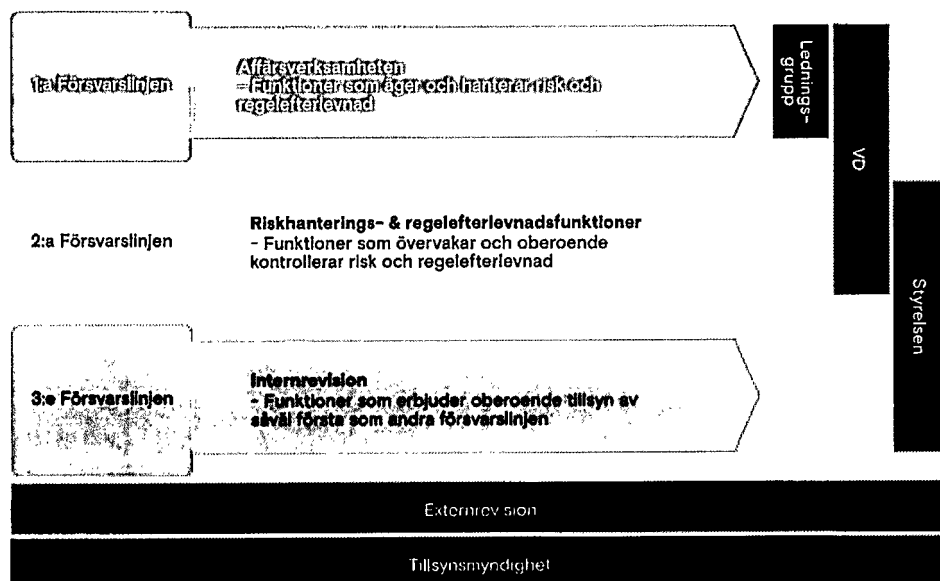 1:a Försvarslinjen
Affärsverksamheten
– Funktioner som äger och hanterar risk och
regelefterlevnad
Lednings-
grupp
VD
2:a Försvarslinjen
Riskhanterings- & regelefterlevnadsfunktioner
- Funktioner som övervakar och oberoende
kontrollerar risk och regelefterlevnad
Styrelsen
3:e Försvarslinjen
Internrevision
- Funktioner som erbjuder oberoende tillsyn av
såväl första som andra försvarslinjen
Externrevision
Tillsynsmyndighet